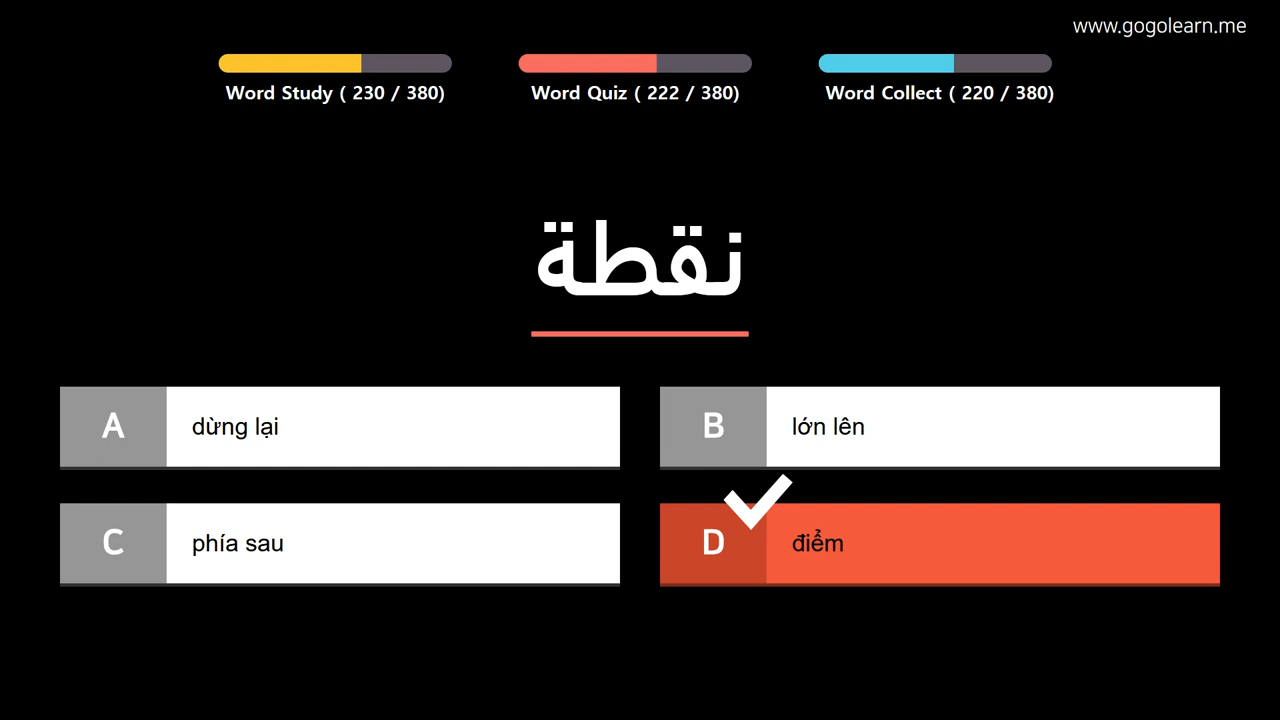 www.gogolearn.me
Word Study ( 230 / 380)
Word Quiz ( 222 / 380)
Word Collect ( 220 / 380)
نقطة
A
dừng lại
B
lớn lên
C
phía sau
D
điểm